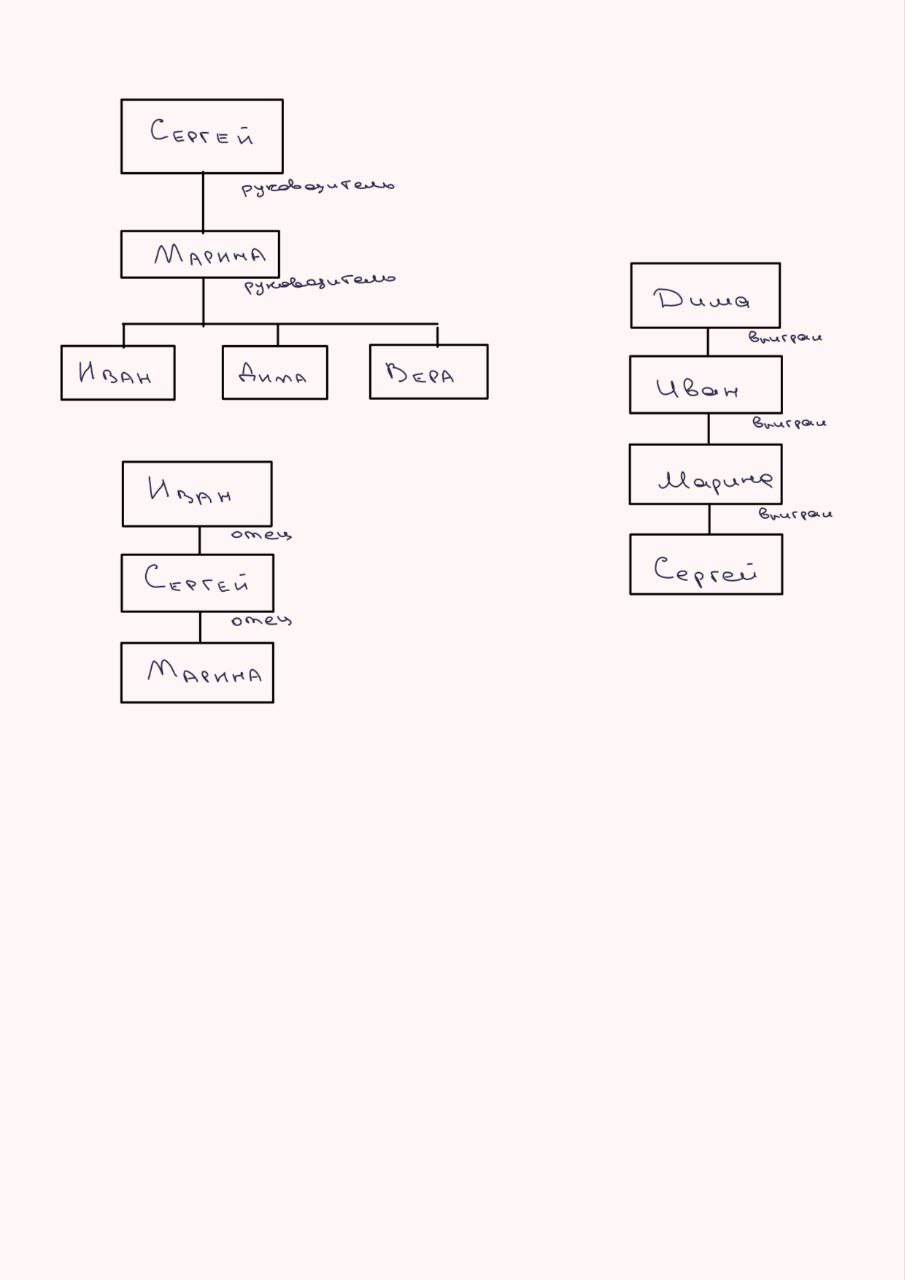 Сергей
руководитель
Марина
руководитель
Иван Дима Вера
Иван
отец
Сергей
отец
Марина
Дима
выиграл
Иван
выиграл
Марина
выиграл
Сергей